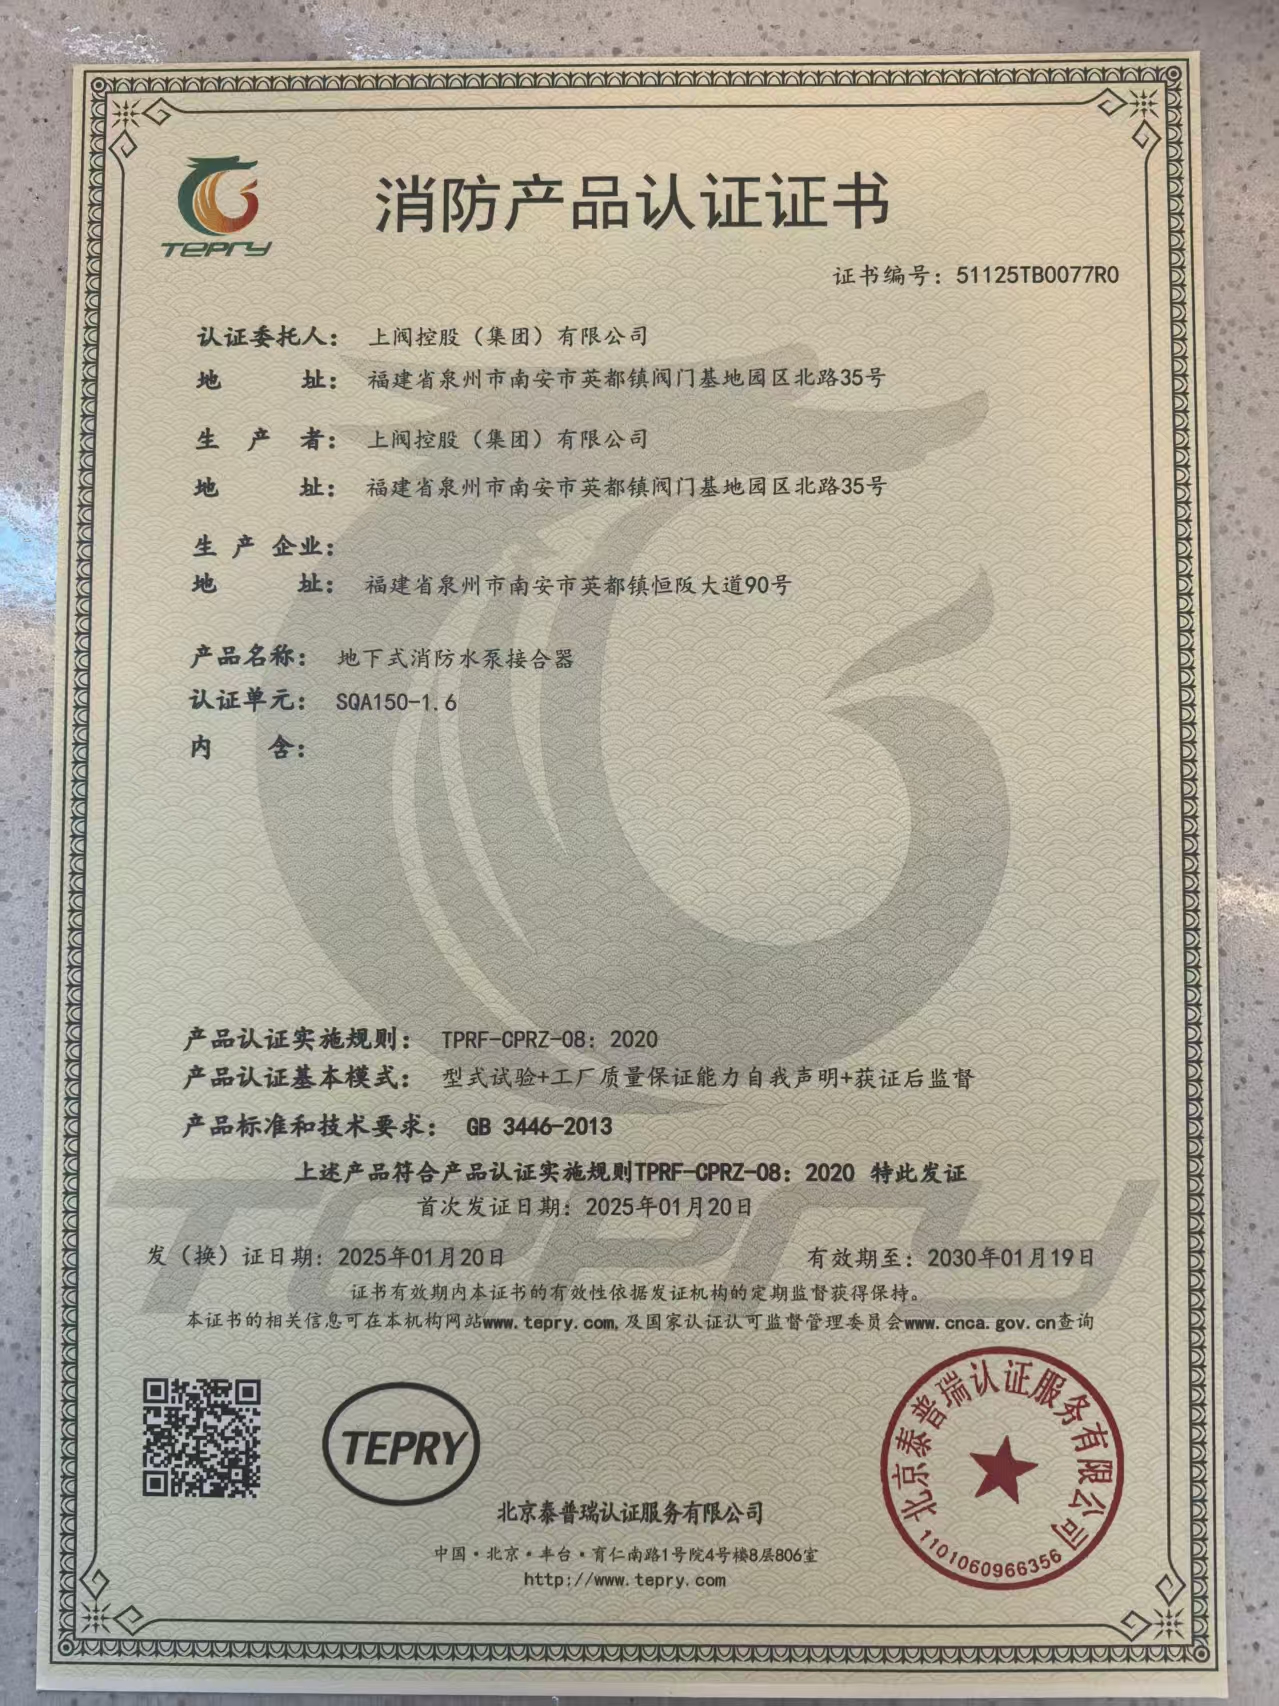 TEPRY
消防产品认证证书
证书编号：51125TB0077R0
认证委托人：上阀控股（集团）有限公司
地 址：福建省泉州市南安市英都镇阀门基地园区北路35号
生 产 者：上阀控股（集团）有限公司
地 址：福建省泉州市南安市英都镇阀门基地园区北路35号
生 产 企业：
地 址：福建省泉州市南安市英都镇恒阪大道90号
产品名称：地下式消防水泵接合器
认证单元：SQA150-1.6
内 含：
产品认证实施规则：TPRF-CPRZ-08：2020
产品认证基本模式：型式试验+工厂质量保证能力自我声明+获证后监督
产品标准和技术要求：GB 3446-2013
上述产品符合产品认证实施规则TPRF-CPRZ-08：2020 特此发证
首次发证日期：2025年01月20日
发（换）证日期：2025年01月20日 有效期至：2030年01月19日
证书有效期内本证书的有效性依据发证机构的定期监督获得保持。
本证书的相关信息可在本机构网站www.tepry.com,及国家认证认可监督管理委员会www.cnca.gov.cn查询
TEPRY
TEPRY
北京泰普瑞认证服务有限公司
1101060966356
北京泰普瑞认证服务有限公司
中国·北京·丰台·育仁南路1号院4号楼8层806室
http://www.tepry.com